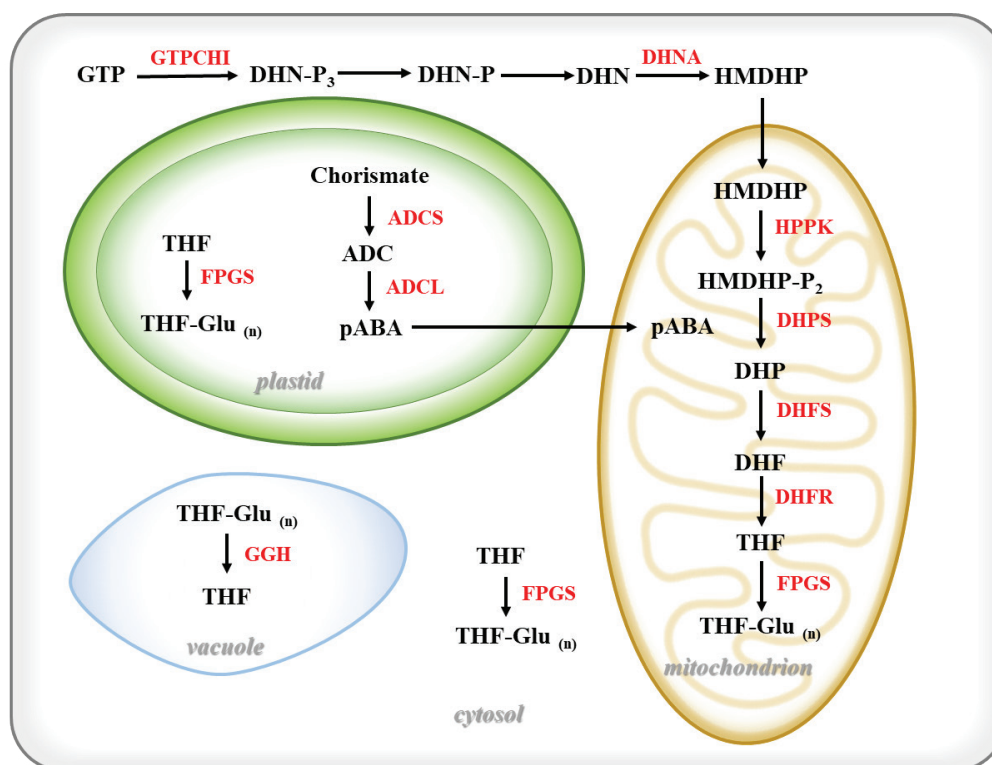 GTPCHI
DHNA
GTP DHN-P3 DHN-P DHN HMDHP
Chorismate
ADCS
ADC
ADCL
pABA
THF
FPGS
THF-Glu (n)
plastid
HMDHP
HPPK
HMDHP-P2
pABA
DHPS
DHP
DHFS
DHF
DHFR
THF
FPGS
THF-Glu (n)
mitochondrion
THF-Glu (n)
GGH
THF
vacuole
THF
FPGS
THF-Glu (n)
cytosol